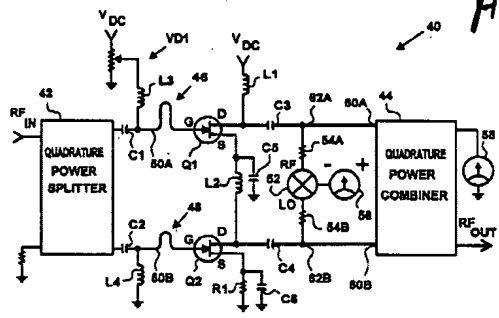 V DC
VD1
V DC
40
42
L3
46
L1
C3
62A
60A
44
RF IN
QUADRATURE POWER SPLITTER
C1
50A
G
D
S
Q1
C5
L2
54A
RF
52
LO
-
+
56
54B
QUADRATURE POWER COMBINER
58
RF OUT
C2
48
50B
L4
G
D
S
Q2
R1
C6
C4
62B
60B